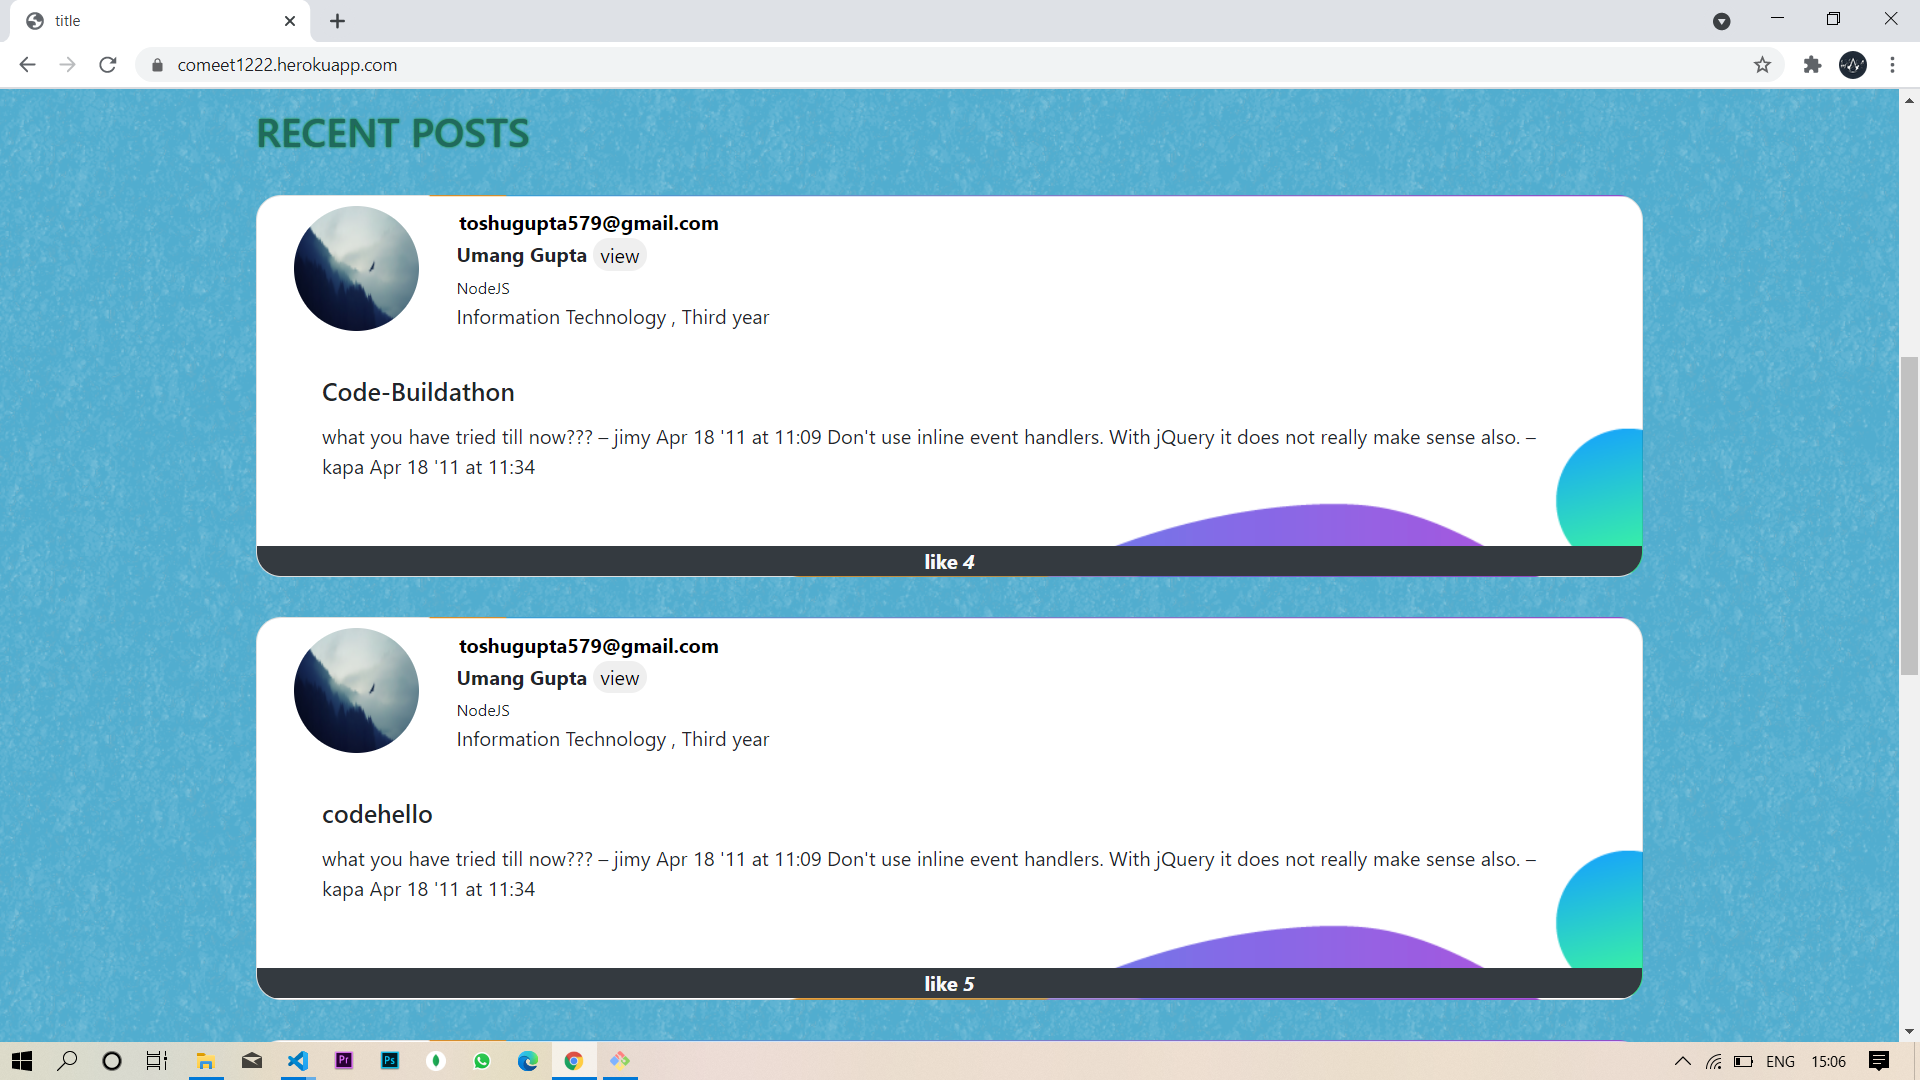 title
comeet1222.herokuapp.com
RECENT POSTS
toshugupta579@gmail.com
Umang Gupta view
NodeJS
Information Technology , Third year
Code-Buildathon
what you have tried till now??? – jimy Apr 18 '11 at 11:09 Don't use inline event handlers. With jQuery it does not really make sense also. –
kapa Apr 18 '11 at 11:34
like 4
toshugupta579@gmail.com
Umang Gupta view
NodeJS
Information Technology , Third year
codehello
what you have tried till now??? – jimy Apr 18 '11 at 11:09 Don't use inline event handlers. With jQuery it does not really make sense also. –
kapa Apr 18 '11 at 11:34
like 5
Pr
Ps
ENG
15:06